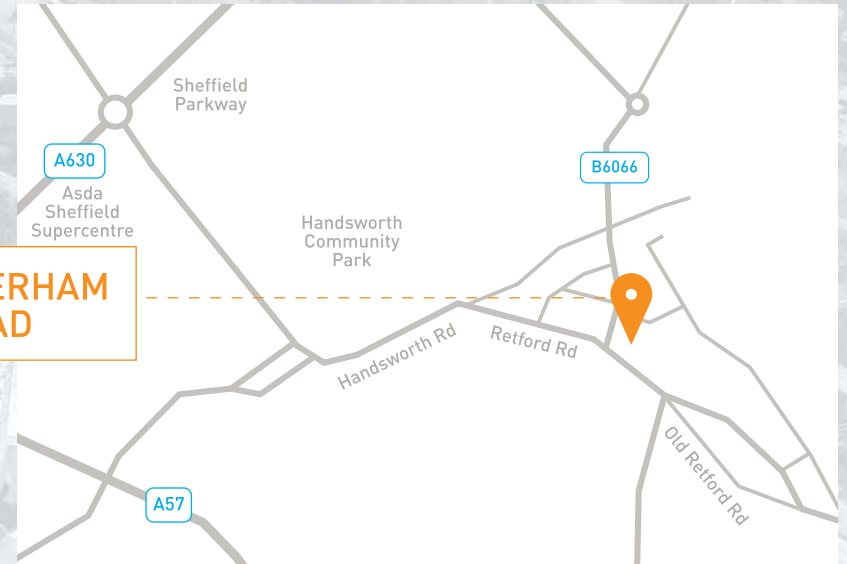 Sheffield
Parkway
A630
B6066
Asda
Sheffield
Supercentre
Handsworth
Community
Park
ERHAM
AD
Handsworth Rd
Retford Rd
Old Retford Rd
A57